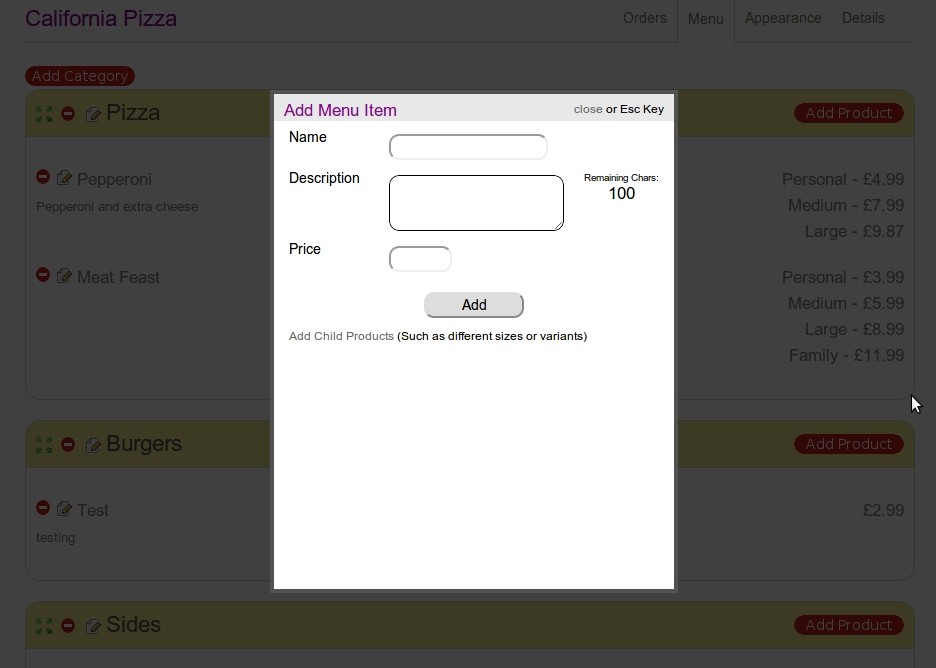 California Pizza
Orders Menu Appearance Details
Add Category
Pizza Add Product
Pepperoni
Pepperoni and extra cheese
Personal - £4.99
Medium - £7.99
Large - £9.87
Meat Feast
Personal - £3.99
Medium - £5.99
Large - £8.99
Family - £11.99
Burgers Add Product
Test £2.99
testing
Sides Add Product
Add Menu Item close or Esc Key
Name
Description Remaining Chars:
100
Price
Add
Add Child Products (Such as different sizes or variants)